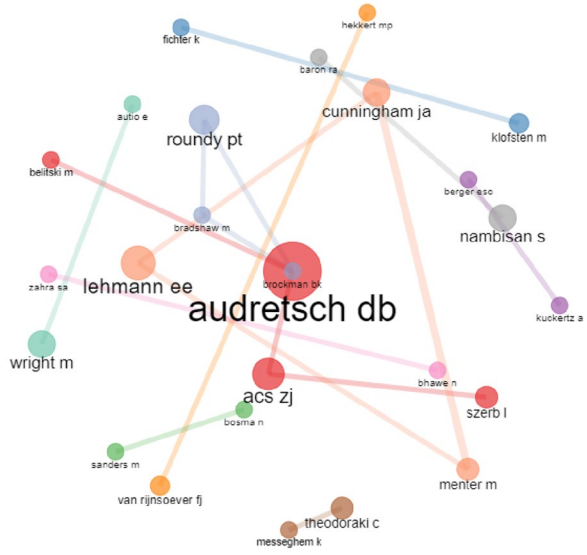 hekkert mp
fichter k
baron ra
cunningham ja
autio e
roundy pt
klofsten m
belitski m
berger esc
bradshaw m
nambisan s
zahra sa
lehmann ee
brockman bk
audretsch db
kuckertz a
wright m
bhawe n
acs zj
szerb l
bosma n
sanders m
menter m
van rijnsoever fj
theodoraki c
messeghem k